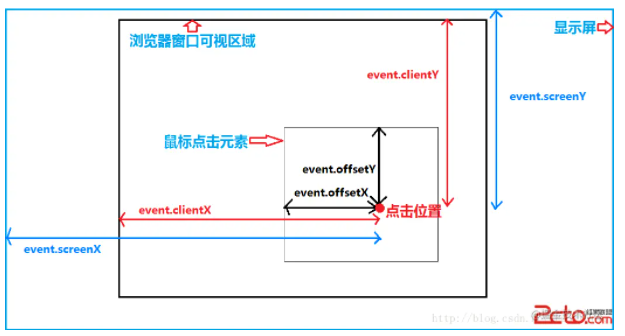 显示屏
浏览器窗口可视区域
event.clientY
event.screenY
鼠标点击元素
event.offsetY
event.offsetX
event.clientX
点击位置
event.screenX
http://blog.csdn.
2cto.com